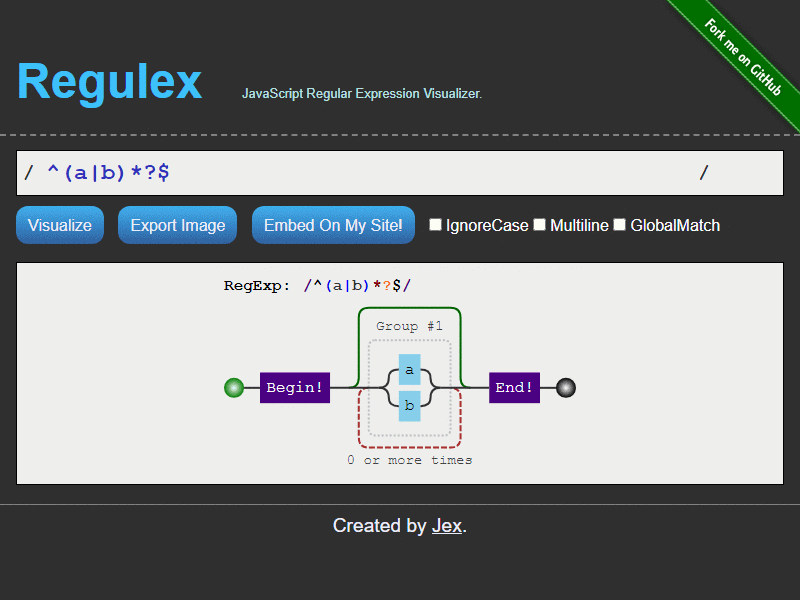 Fork me on GitHub
Regulex
JavaScript Regular Expression Visualizer.
/ ^(a|b)*?$ /
Visualize Export Image Embed On My Site! IgnoreCase Multiline GlobalMatch
RegExp: /^(a|b)*?$/
Group #1
a
Begin! End!
b
0 or more times
Created by Jex.